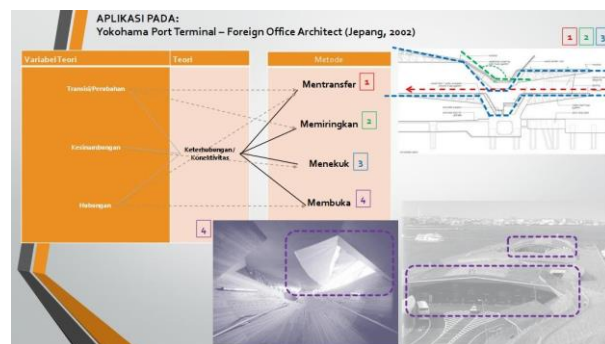 APLIKASI PADA:
Yokohama Port Terminal – Foreign Office Architect (Jepang, 2002)
1 2 3
Variabel Teori
Teori
Metode
Transisi/Perubahan
Mentransfer 1
Memiringkan 2
Kesinambungan
Keterhubungan/
Konektivitas
Menekuk 3
Hubungan
Membuka 4
4